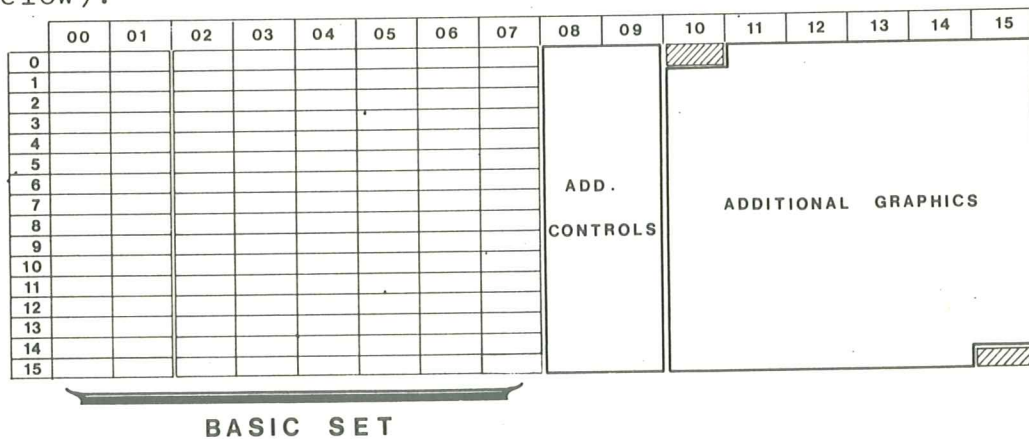 elow).
00 01 02 03 04 05 06 07 08 09 10 11 12 13 14 15
0
1
2
3
4
5
6
7
8
9
10
11
12
13
14
15
ADD.
CONTROLS
ADDITIONAL GRAPHICS
BASIC SET